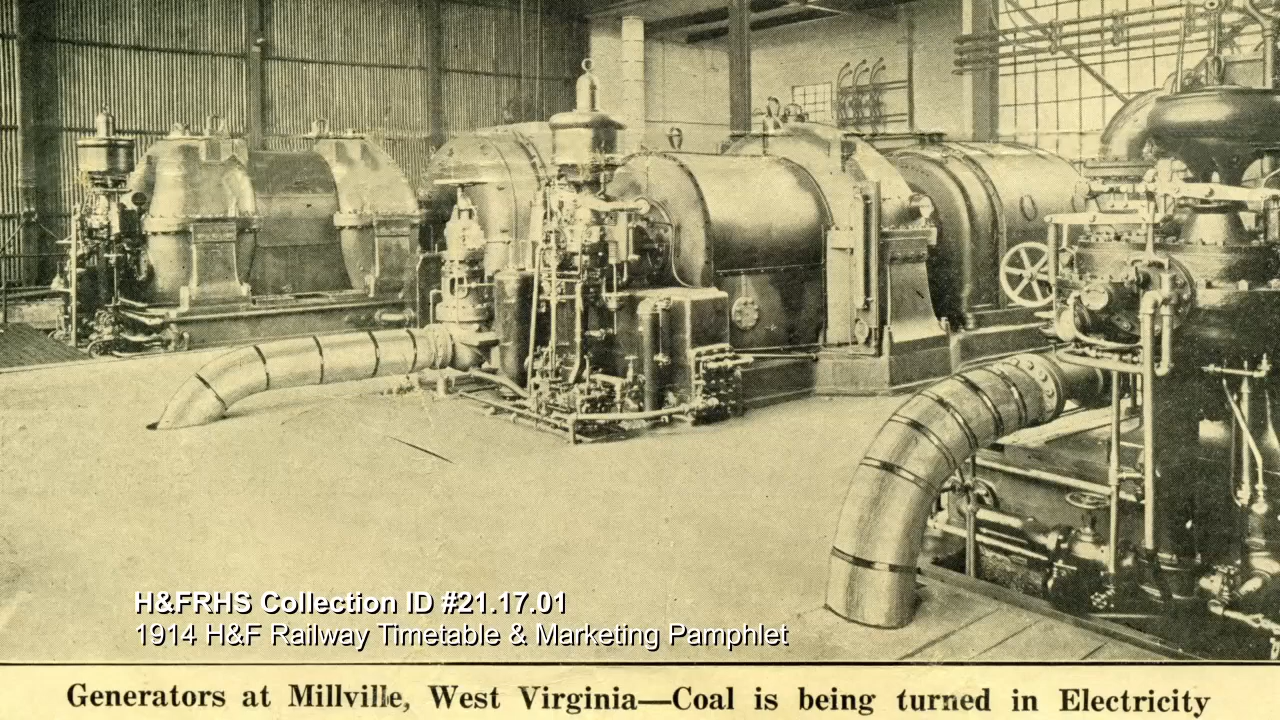 H&FRHS Collection ID #21.17.01
1914 H&F Railway Timetable & Marketing Pamphlet
Generators at Millville, West Virginia—Coal is being turned in Electricity